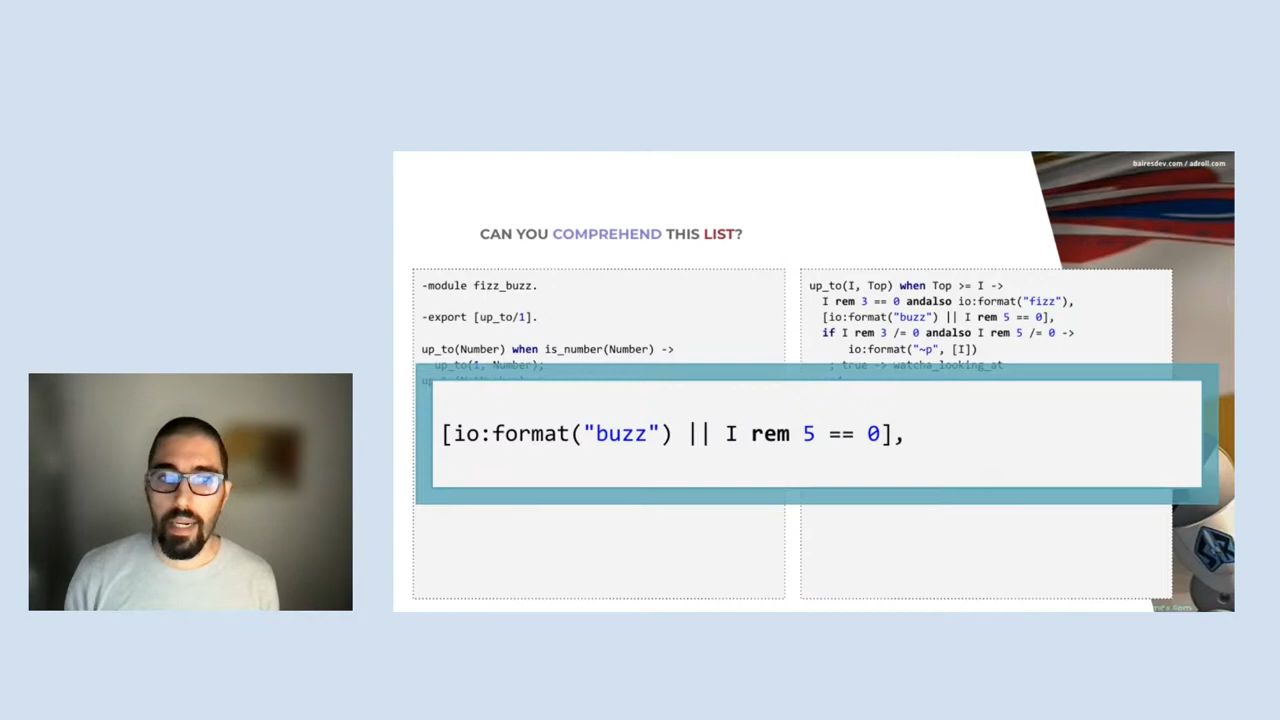 bairesdev.com / adroll.com
CAN YOU COMPREHEND THIS LIST?
-module fizz_buzz.
-export [up_to/1].
up_to(Number) when is_number(Number) ->
up_to(1, Number);
up_to(I, Top) when Top >= I ->
I rem 3 == 0 andalso io:format("fizz"),
[io:format("buzz") || I rem 5 == 0],
if I rem 3 /= 0 andalso I rem 5 /= 0 ->
io:format("~p", [I])
; true -> watcha_looking_at
[io:format("buzz") || I rem 5 == 0],